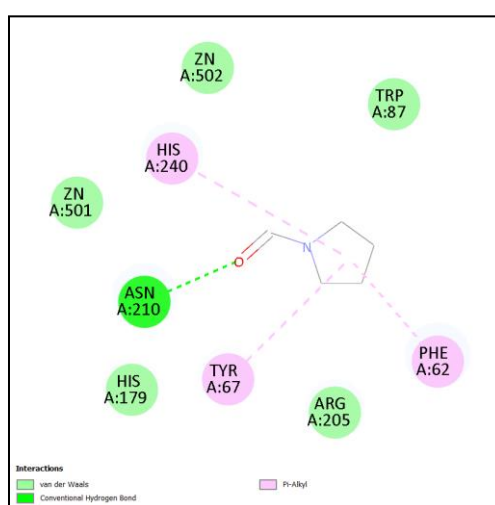 ZN
A:502
TRP
A:87
HIS
A:240
ZN
A:501
N
O
ASN
A:210
PHE
A:62
TYR
A:67
HIS
A:179
ARG
A:205
Interactions
van der Waals
Conventional Hydrogen Bond
Pi-Alkyl